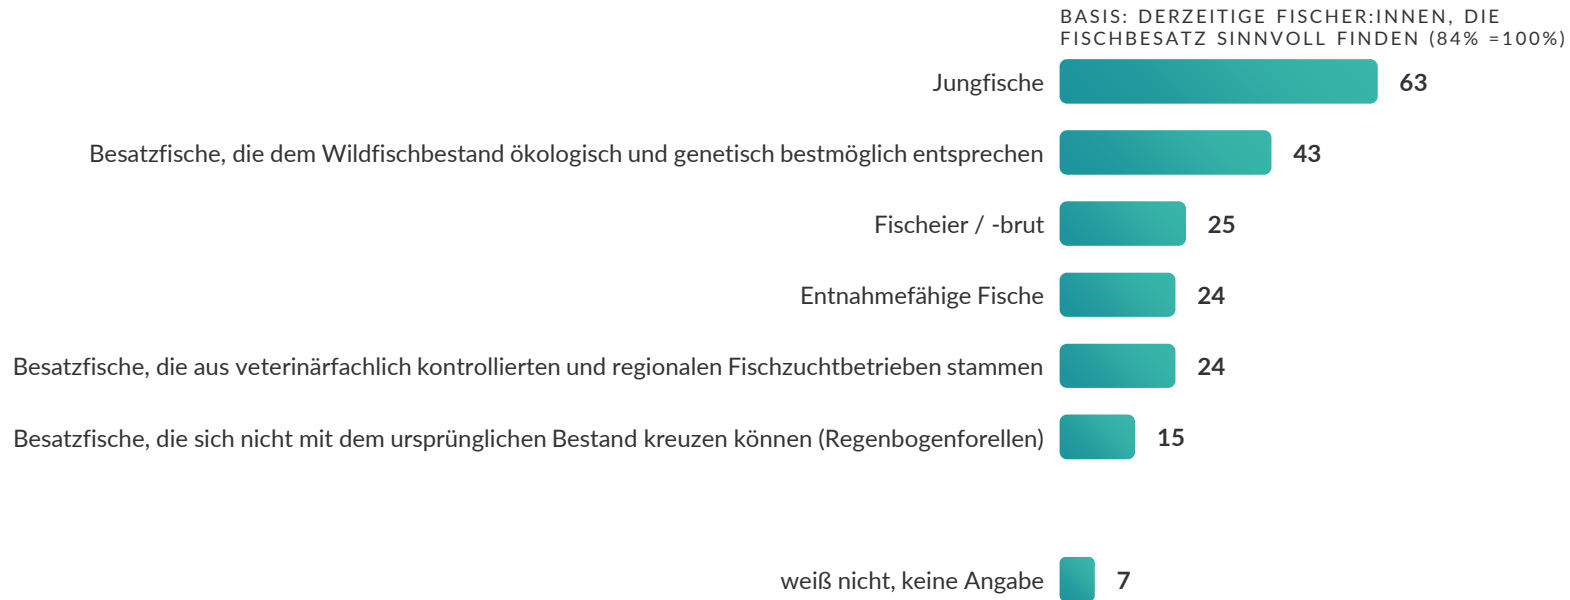 BASIS: DERZEITIGE FISCHER:INNEN, DIE
FISCHBESATZ SINNVOLL FINDEN (84% =100%)
Jungfische 63
Besatzfische, die dem Wildfischbestand ökologisch und genetisch bestmöglich entsprechen 43
Fischeier / -brut 25
Entnahmefähige Fische 24
Besatzfische, die aus veterinärfachlich kontrollierten und regionalen Fischzuchtbetrieben stammen 24
Besatzfische, die sich nicht mit dem ursprünglichen Bestand kreuzen können (Regenbogenforellen) 15
weiß nicht, keine Angabe 7